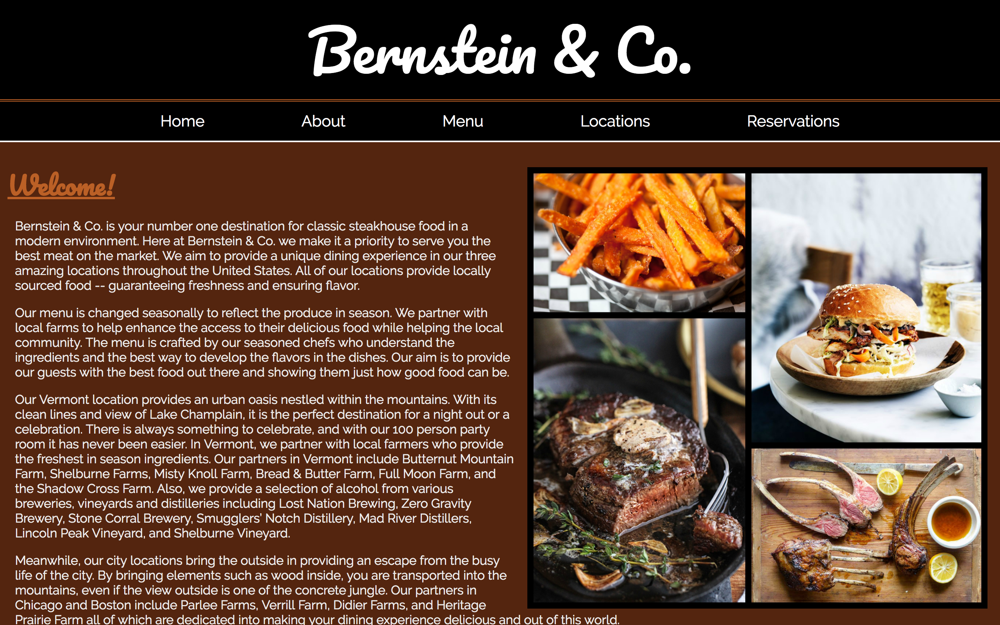 Bernstein & Co.
Home About Menu Locations Reservations
Welcome!
Bernstein & Co. is your number one destination for classic steakhouse food in a
modern environment. Here at Bernstein & Co. we make it a priority to serve you the
best meat on the market. We aim to provide a unique dining experience in our three
amazing locations throughout the United States. All of our locations provide locally
sourced food -- guaranteeing freshness and ensuring flavor.
Our menu is changed seasonally to reflect the produce in season. We partner with
local farms to help enhance the access to their delicious food while helping the local
community. The menu is crafted by our seasoned chefs who understand the
ingredients and the best way to develop the flavors in the dishes. Our aim is to provide
our guests with the best food out there and showing them just how good food can be.
Our Vermont location provides an urban oasis nestled within the mountains. With its
clean lines and view of Lake Champlain, it is the perfect destination for a night out or a
celebration. There is always something to celebrate, and with our 100 person party
room it has never been easier. In Vermont, we partner with local farmers who provide
the freshest in season ingredients. Our partners in Vermont include Butternut Mountain
Farm, Shelburne Farms, Misty Knoll Farm, Bread & Butter Farm, Full Moon Farm, and
the Shadow Cross Farm. Also, we provide a selection of alcohol from various
breweries, vineyards and distilleries including Lost Nation Brewing, Zero Gravity
Brewery, Stone Corral Brewery, Smugglers’ Notch Distillery, Mad River Distillers,
Lincoln Peak Vineyard, and Shelburne Vineyard.
Meanwhile, our city locations bring the outside in providing an escape from the busy
life of the city. By bringing elements such as wood inside, you are transported into the
mountains, even if the view outside is one of the concrete jungle. Our partners in
Chicago and Boston include Parlee Farms, Verrill Farm, Didier Farms, and Heritage
Prairie Farm all of which are dedicated into making your dining experience delicious and out of this world.